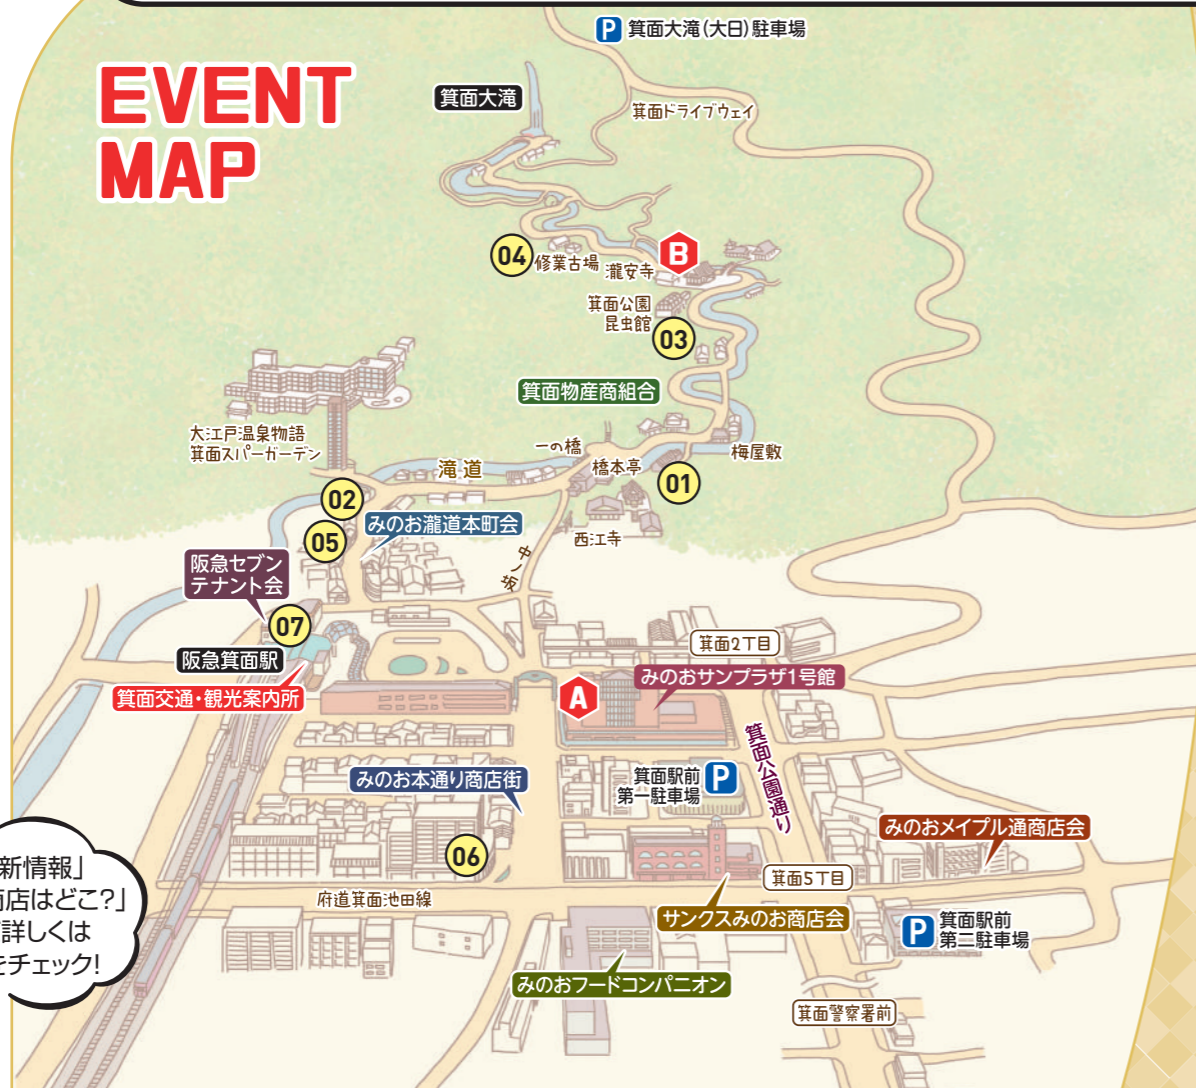 P 箕面大滝(大日)駐車場
EVENT
MAP
箕面大滝
箕面ドライブウェイ
04
修業古場
瀧安寺
B
箕面公園
昆虫館
03
箕面物産商組合
大江戸温泉物語
箕面スパーガーデン
滝道
一の橋
橋本亭
梅屋敷
01
02
05
みのお瀧道本町会
西江寺
中ノ坂
阪急セブン
テナント会
07
阪急箕面駅
箕面交通・観光案内所
箕面2丁目
みのおサンプラザ1号館
A
箕面公園通り
みのお本通り商店街
箕面駅前
第一駐車場
P
みのおメイプル通商店会
06
箕面5丁目
府道箕面池田線
サンクスみのお商店会
P
箕面駅前
第二駐車場
みのおフードコンパニオン
箕面警察署前
新情報」
商店はどこ?」
詳しくは
をチェック!